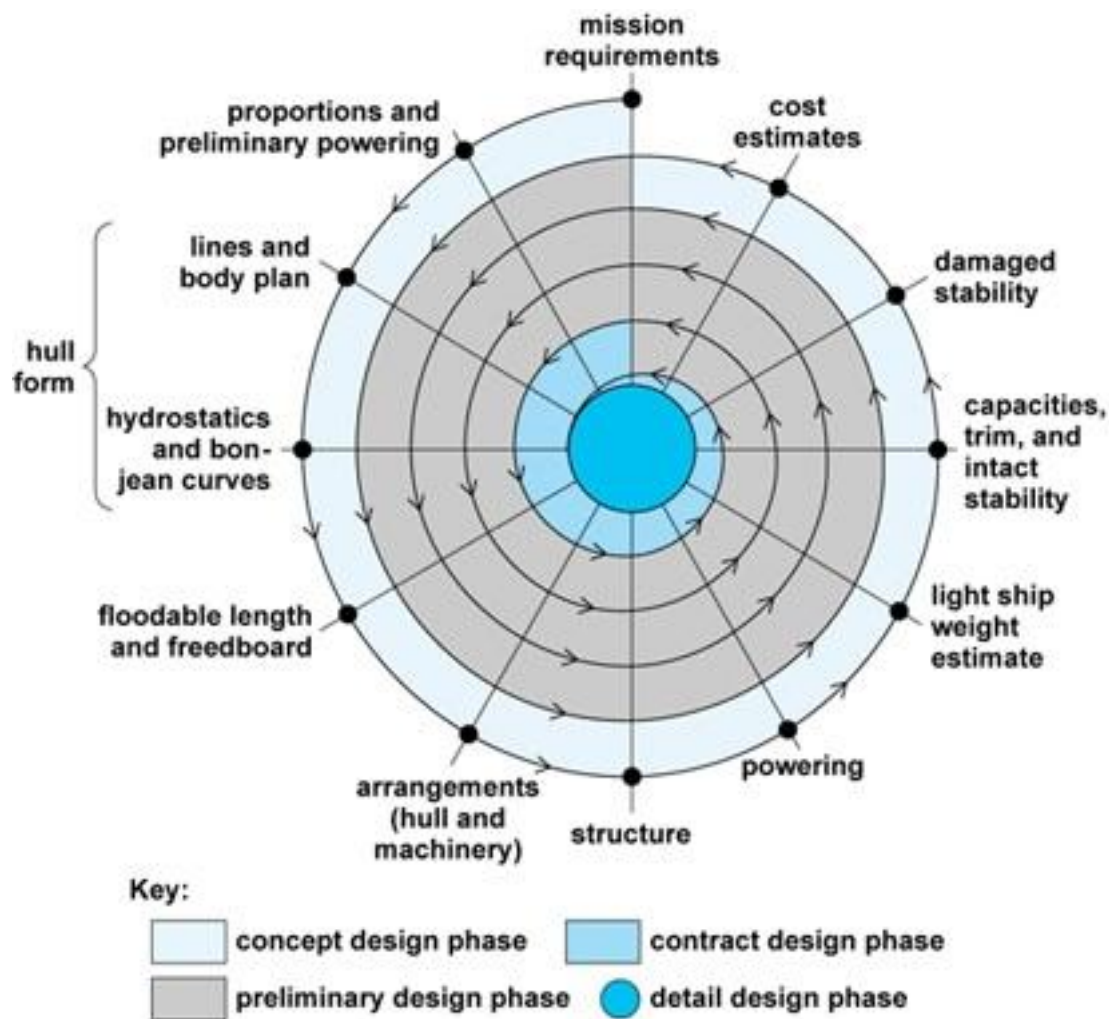 mission
requirements
cost
estimates
proportions and
preliminary powering
lines and
body plan
damaged
stability
hull
form
hydrostatics
and bon-
jean curves
capacities,
trim, and
intact
stability
floodable length
and freedboard
light ship
weight
estimate
arrangements
(hull and
machinery)
structure
powering
Key:
concept design phase
contract design phase
preliminary design phase
detail design phase